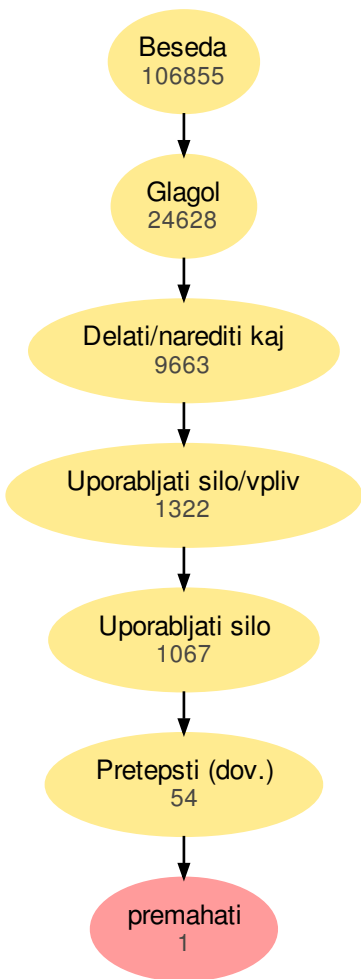 Beseda
106855
Glagol
24628
Delati/narediti kaj
9663
Uporabljati silo/vpliv
1322
Uporabljati silo
1067
Pretepsti (dov.)
54
premahati
1